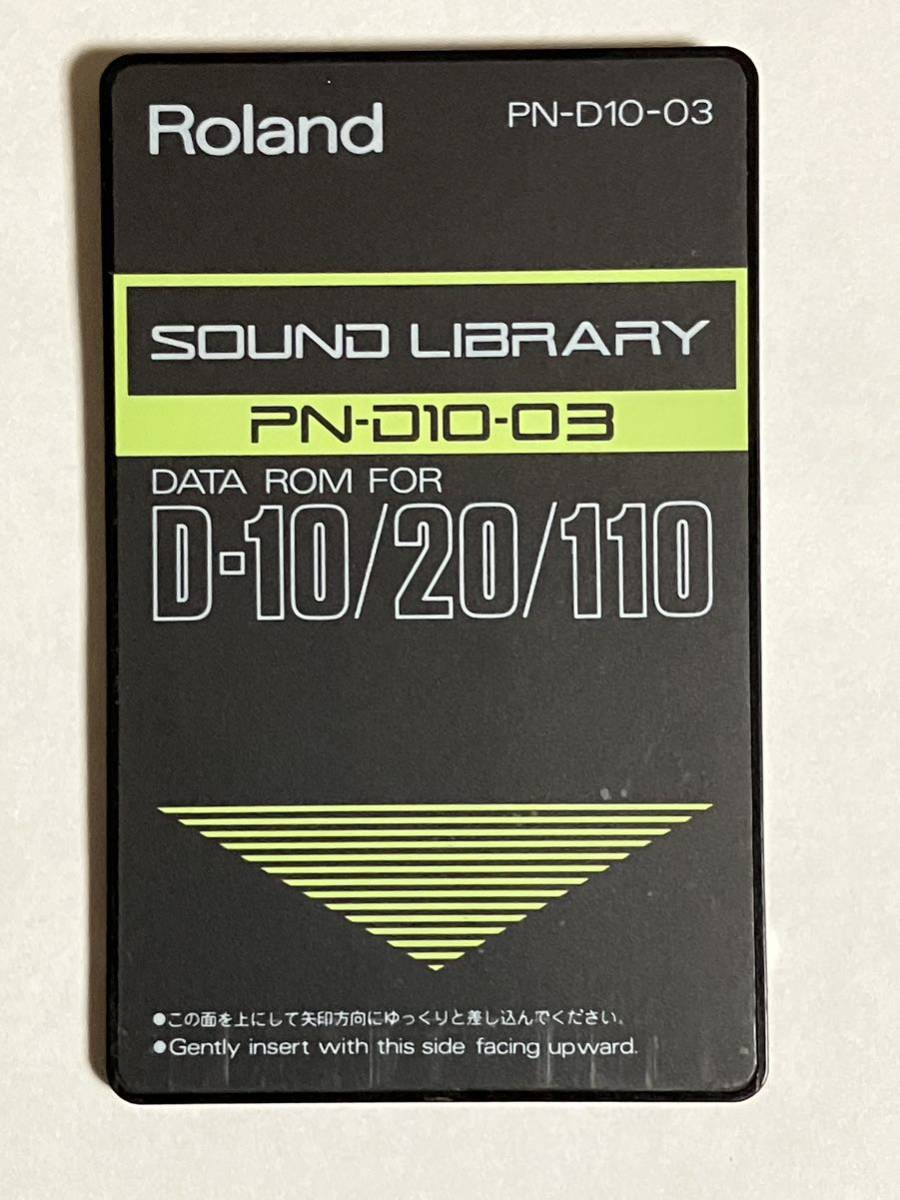 Roland
PN-D10-03
SOUND LIBRARY
PN-D10-03
DATA ROM FOR
D-10/20/110
●この面を上にして矢印方向にゆっくりと差し込んでください。
●Gently insert with this side facing upward.